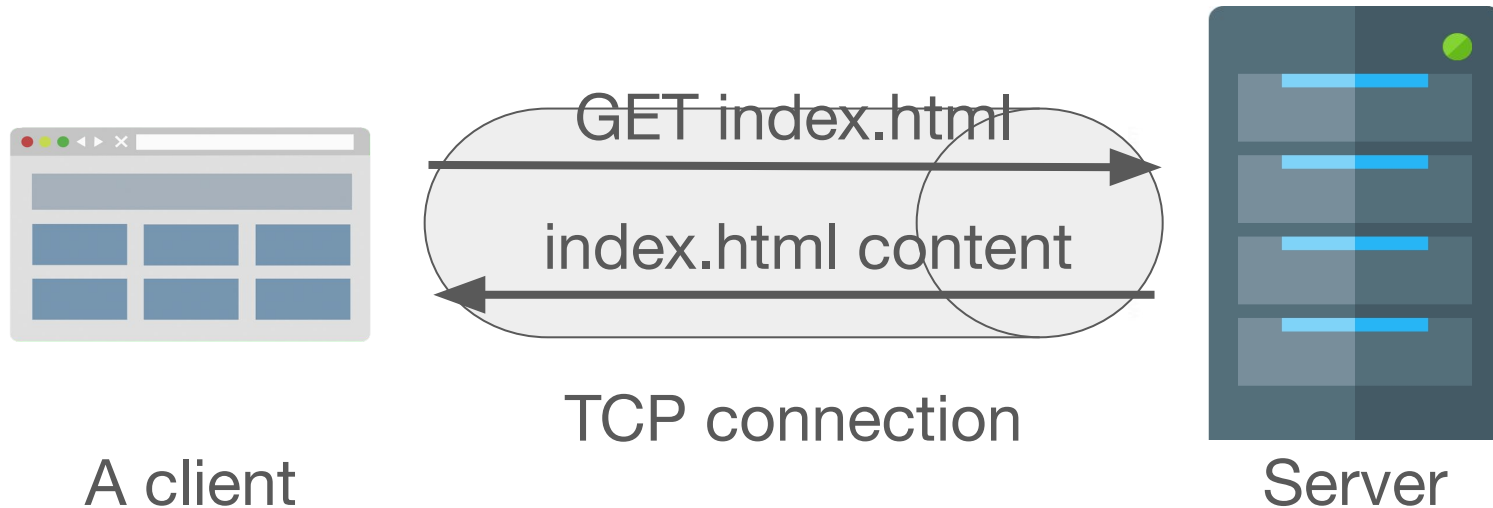 GET index.html
index.html content
TCP connection
A client
Server